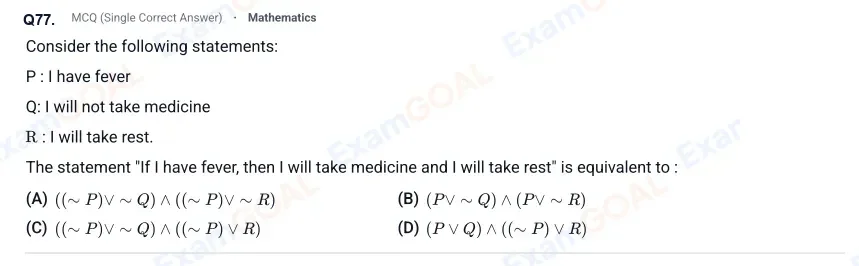 Q77. MCQ (Single Correct Answer) · Mathematics
Consider the following statements:
P : I have fever
Q: I will not take medicine
R : I will take rest.
The statement "If I have fever, then I will take medicine and I will take rest" is equivalent to :
(A) ((∼ P)∨ ∼ Q) ∧ ((∼ P)∨ ∼ R) (B) (P∨ ∼ Q) ∧ (P∨ ∼ R)
(C) ((∼ P)∨ ∼ Q) ∧ ((∼ P) ∨ R) (D) (P ∨ Q) ∧ ((∼ P) ∨ R)
ExamGOAL